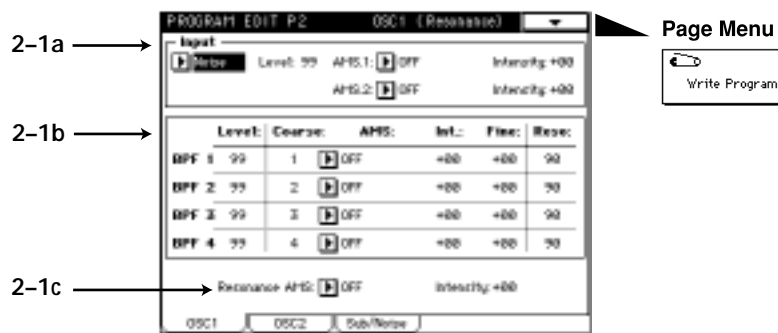 PROGRAM EDIT P2 OSC1 (Resonance)
Page Menu
Write Program
2–1a
Input
Noise Level: 99 AMS.1: OFF Intensity: +00
AMS.2: OFF Intensity: +00
2–1b
Level: Coarse: AMS: Int.: Fine: Reso:
BPF 1 99 1 OFF +00 +00 90
BPF 2 99 2 OFF +00 +00 90
BPF 3 99 3 OFF +00 +00 90
BPF 4 99 4 OFF +00 +00 90
2–1c
Resonance AMS: OFF Intensity: +00
OSC1 OSC2 Sub/Noise